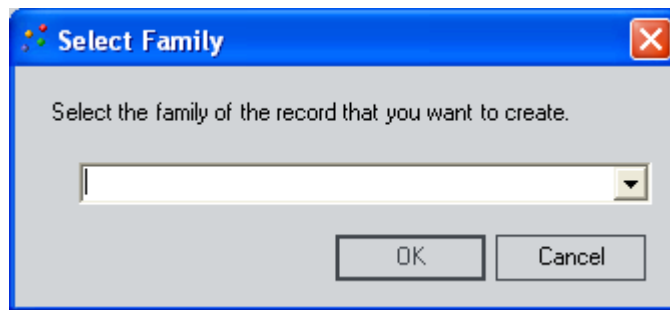 Select Family
Select the family of the record that you want to create.
OK
Cancel